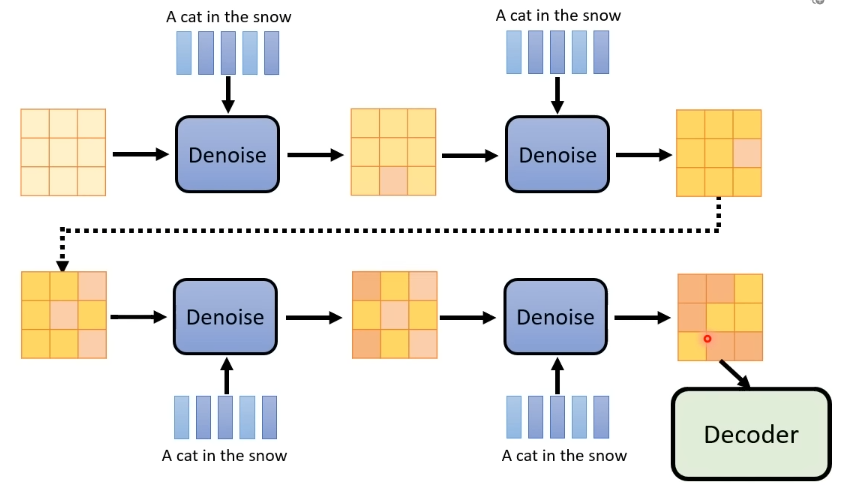 A cat in the snow
A cat in the snow
Denoise
Denoise
Denoise
Denoise
A cat in the snow
A cat in the snow
Decoder